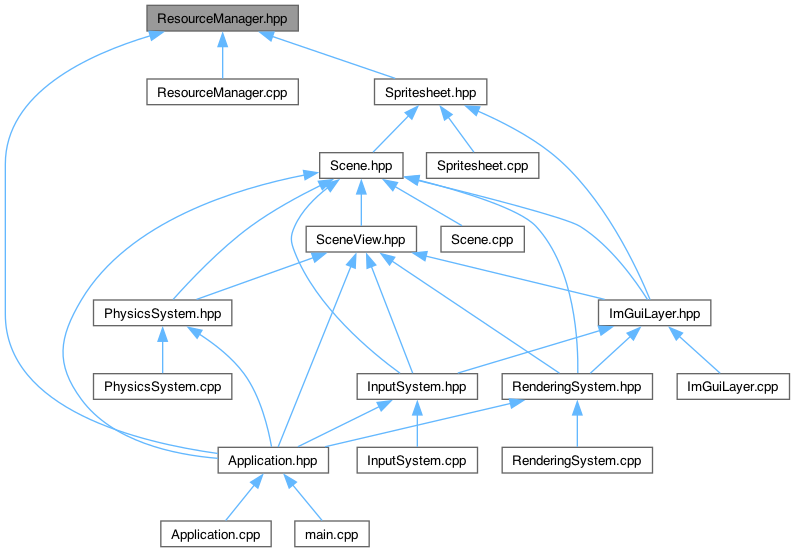 ResourceManager.hpp
ResourceManager.cpp
Spritesheet.hpp
Scene.hpp
Spritesheet.cpp
SceneView.hpp
Scene.cpp
PhysicsSystem.hpp
ImGuiLayer.hpp
PhysicsSystem.cpp
InputSystem.hpp
RenderingSystem.hpp
ImGuiLayer.cpp
Application.hpp
InputSystem.cpp
RenderingSystem.cpp
Application.cpp
main.cpp